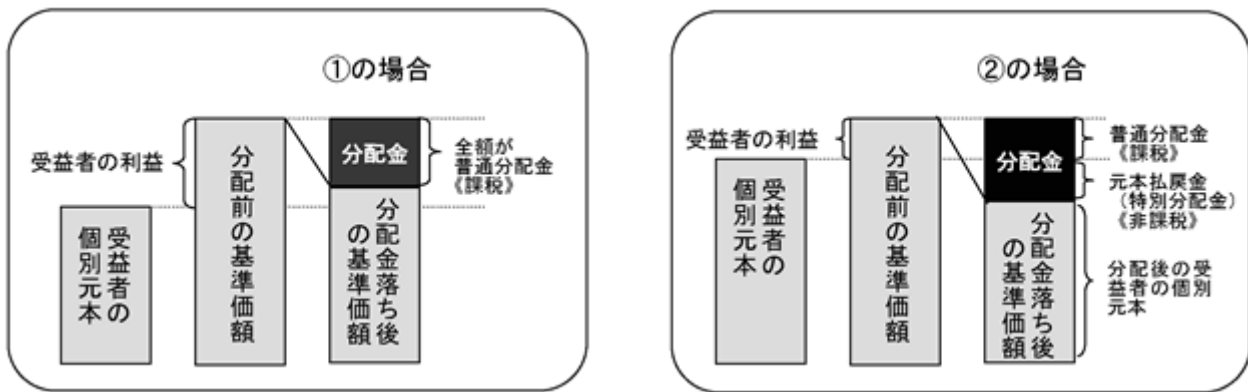 ①の場合
受益者の利益
受益者の
個別元本
分配前の基準価額
分配金
全額が
普通分配金
《課税》
分配金落ち後
の基準価額
②の場合
受益者の利益
受益者の
個別元本
分配前の基準価額
分配金
普通分配金
《課税》
元本払戻金
(特別分配金)
《非課税》
分配金落ち後
の基準価額
分配後の受
益者の個別
元本